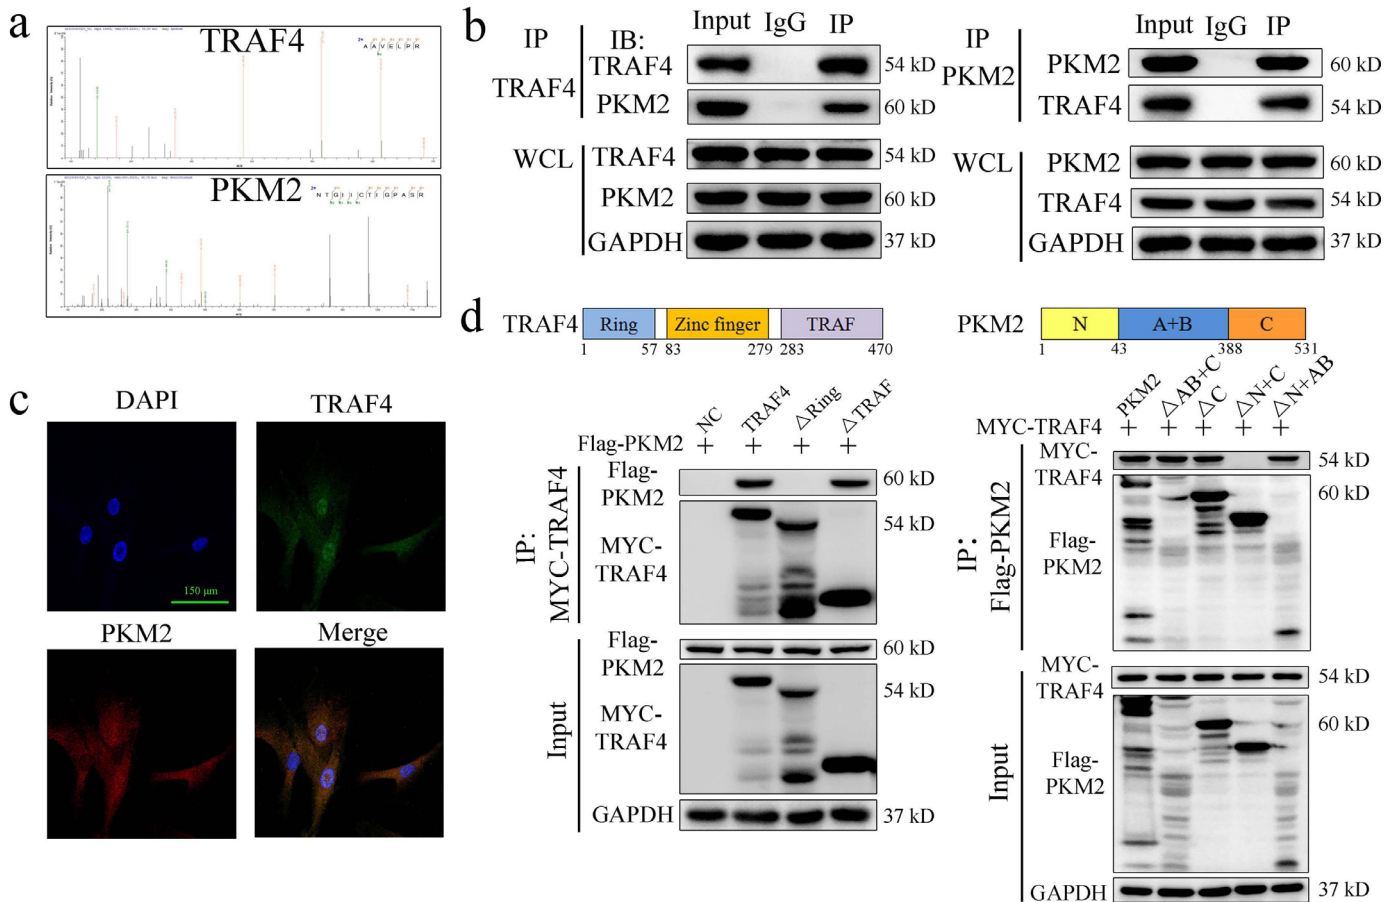 a
TRAF4
A A V E L P R
PKM2
N T G I I C T I G P A S R
b
IP
TRAF4
IB:
Input IgG IP
TRAF4 54 kD
PKM2 60 kD
WCL
TRAF4 54 kD
PKM2 60 kD
GAPDH 37 kD
IP
PKM2
Input IgG IP
PKM2 60 kD
TRAF4 54 kD
WCL
PKM2 60 kD
TRAF4 54 kD
GAPDH 37 kD
c
DAPI
TRAF4
150 μm
PKM2
Merge
d
TRAF4 Ring Zinc finger TRAF
1 57 83 279 283 470
NC TRAF4 △Ring △TRAF
Flag-PKM2 + + + +
IP:
MYC-TRAF4
Flag-
PKM2
60 kD
54 kD
MYC-
TRAF4
Input
Flag-
PKM2
60 kD
54 kD
MYC-
TRAF4
GAPDH 37 kD
PKM2 N A+B C
1 43 388 531
PKM2 △AB+C △C △N+C △N+AB
MYC-TRAF4 + + + + +
IP:
Flag-PKM2
MYC-
TRAF4
54 kD
60 kD
Flag-
PKM2
Input
MYC-
TRAF4
54 kD
60 kD
Flag-
PKM2
GAPDH 37 kD